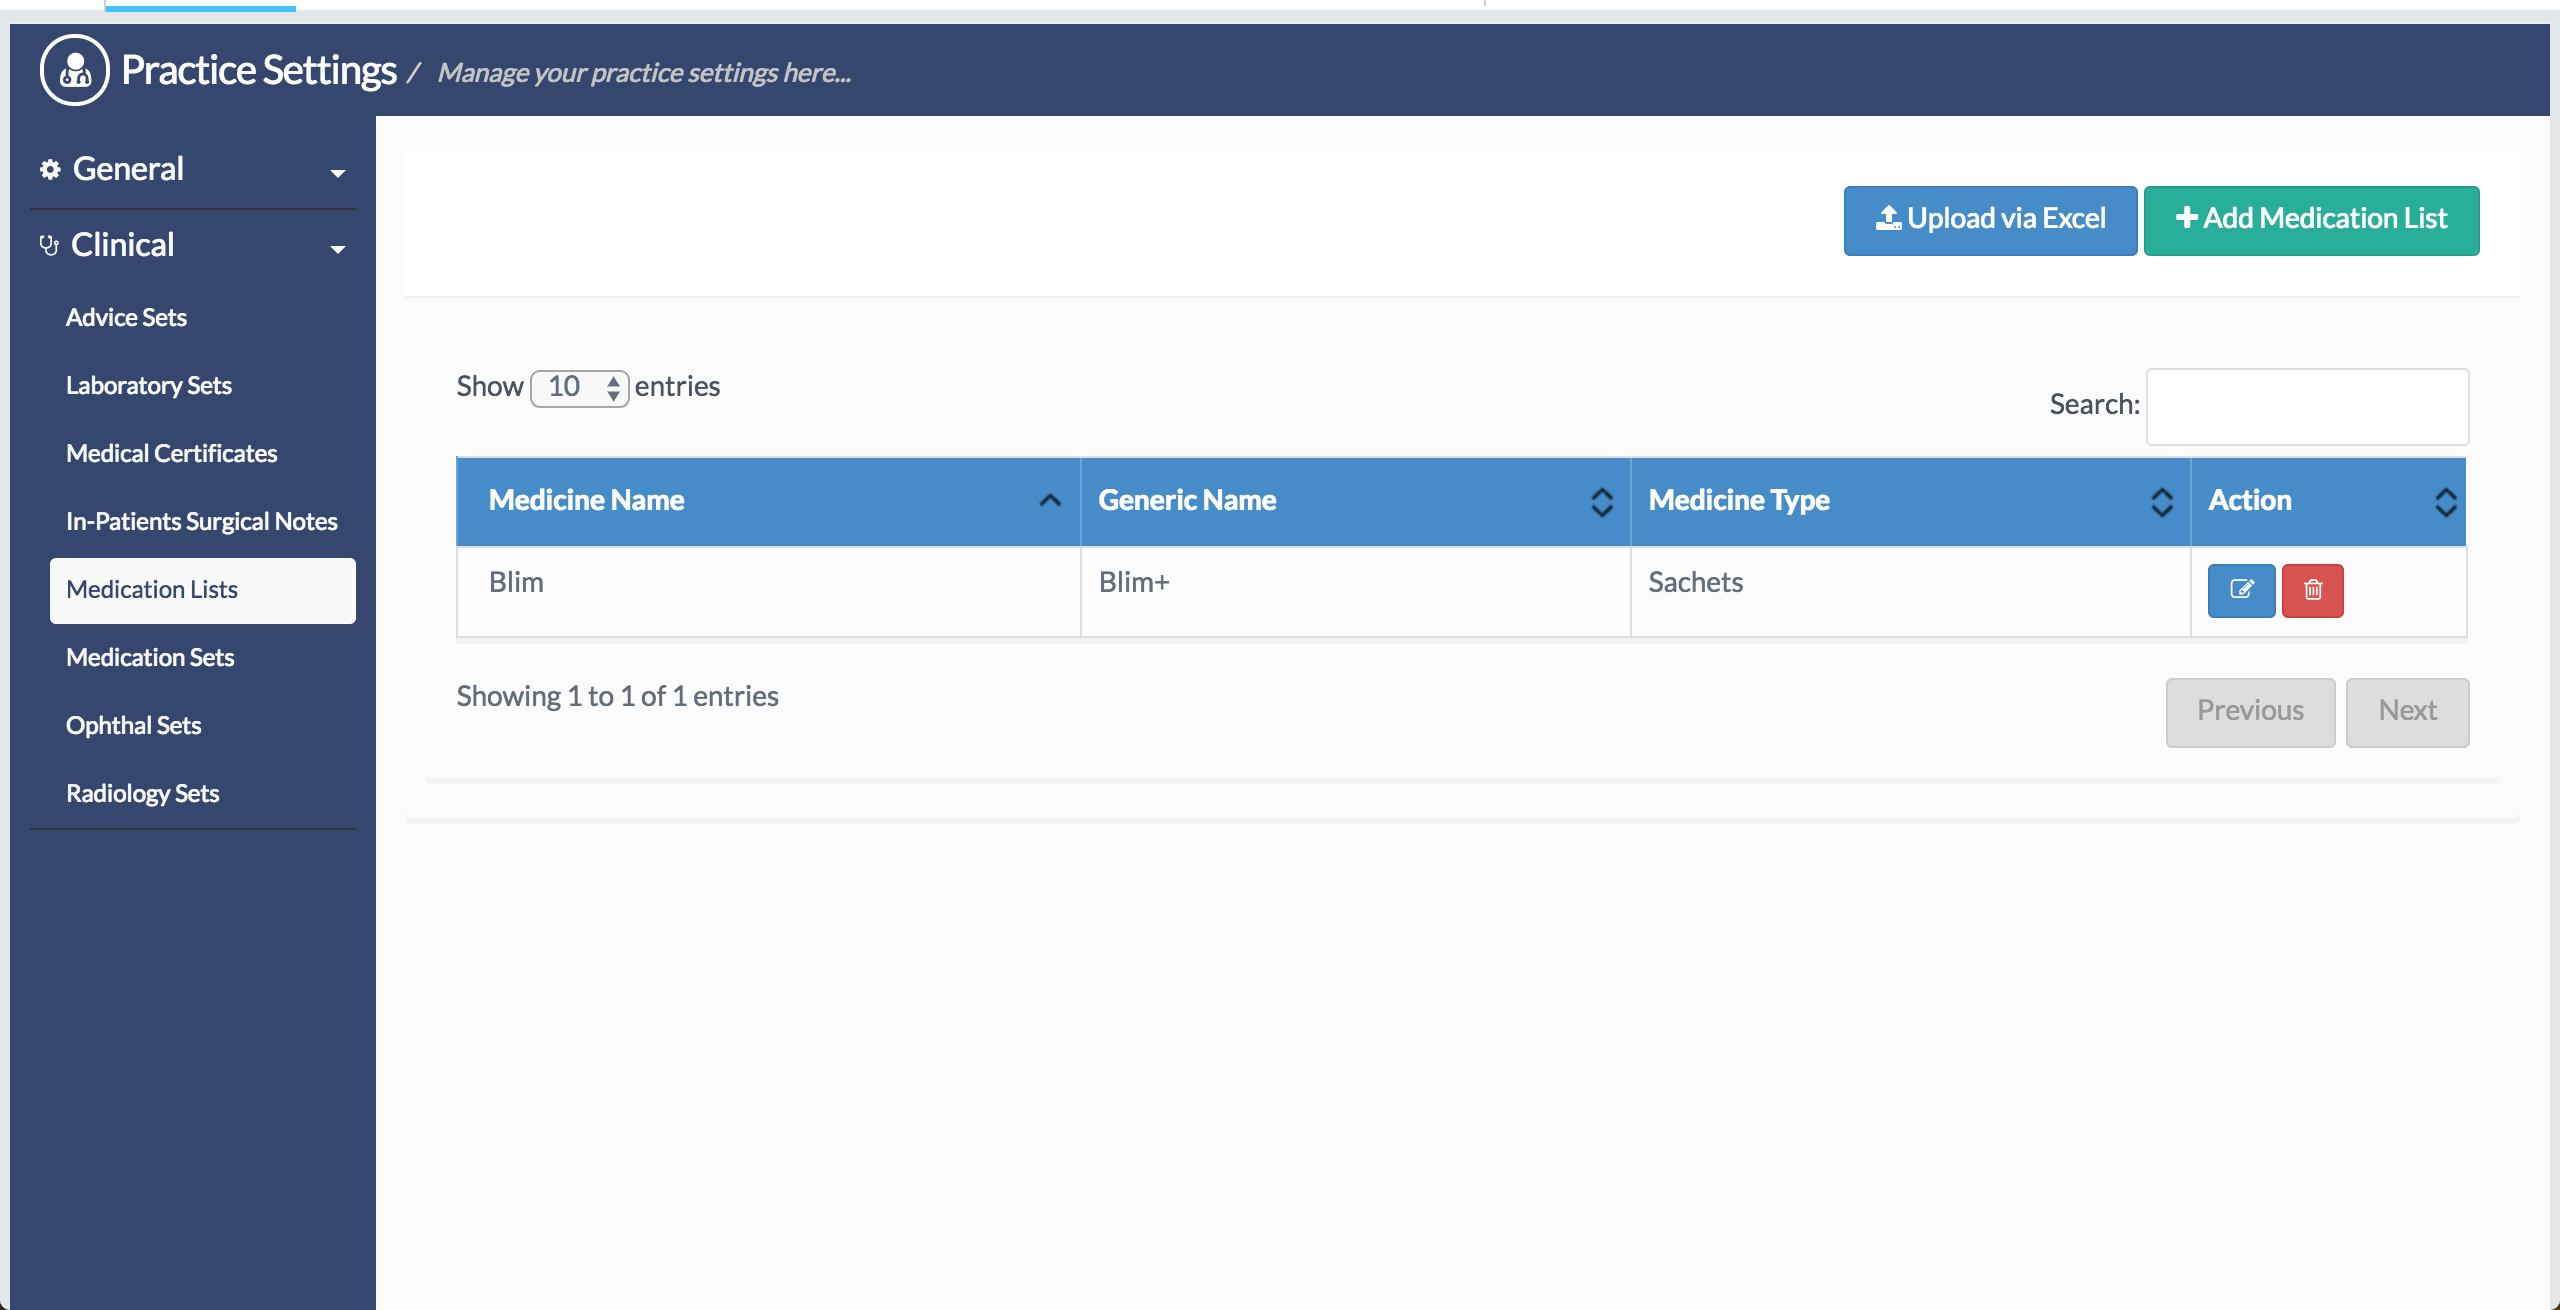 Practice Settings / Manage your practice settings here...
General
Clinical
Advice Sets
Laboratory Sets
Medical Certificates
In-Patients Surgical Notes
Medication Lists
Medication Sets
Ophthal Sets
Radiology Sets
Upload via Excel
Add Medication List
Show 10 entries
Search:
Medicine Name Generic Name Medicine Type Action
Blim Blim+ Sachets
Showing 1 to 1 of 1 entries
Previous Next